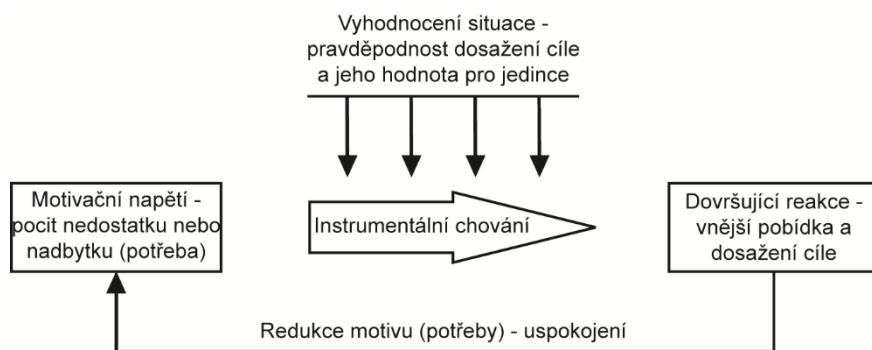 Vyhodnocení situace -
pravděpodnost dosažení cíle
a jeho hodnota pro jedince
Motivační napětí -
pocit nedostatku nebo
nadbytku (potřeba)
Instrumentální chování
Dovršující reakce -
vnější pobídka a
dosažení cíle
Redukce motivu (potřeby) - uspokojení